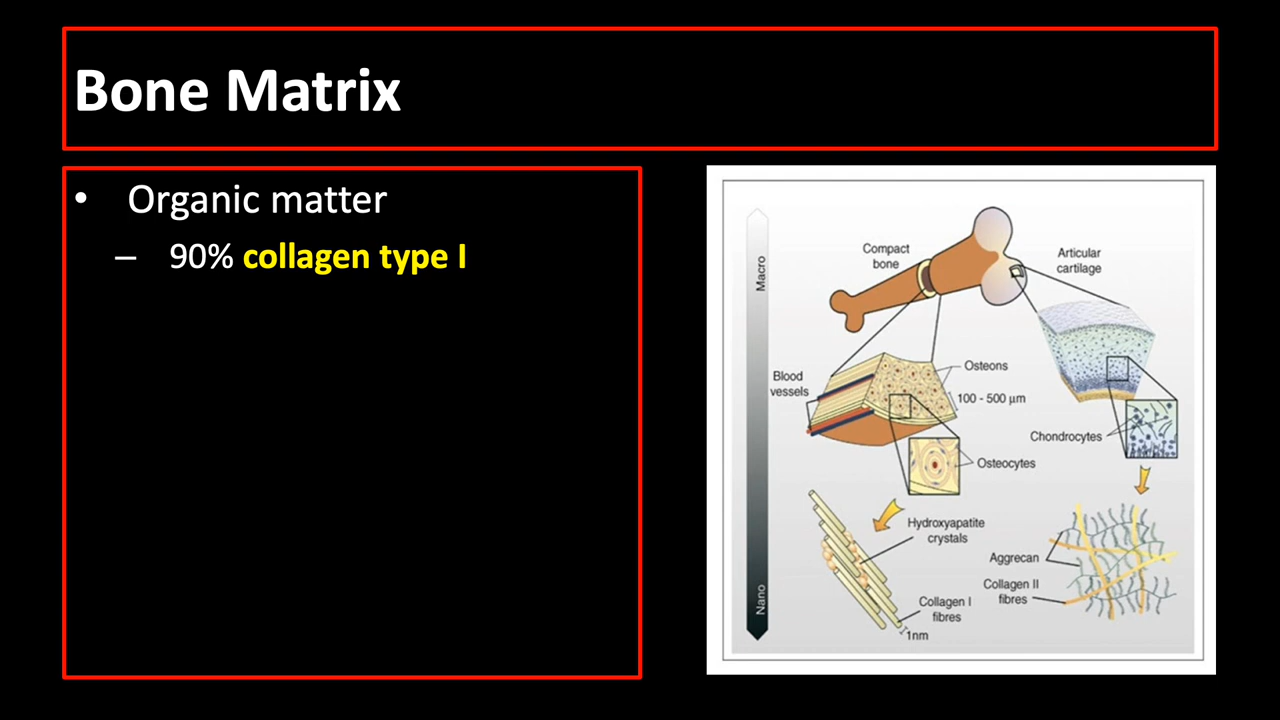 Bone Matrix
• Organic matter
– 90% collagen type I
Macro
Nano
Compact
bone
Articular
cartilage
Blood
vessels
Osteons
100 - 500 µm
Chondrocytes
Osteocytes
Hydroxyapatite
crystals
Aggrecan
Collagen II
fibres
Collagen I
fibres
1nm